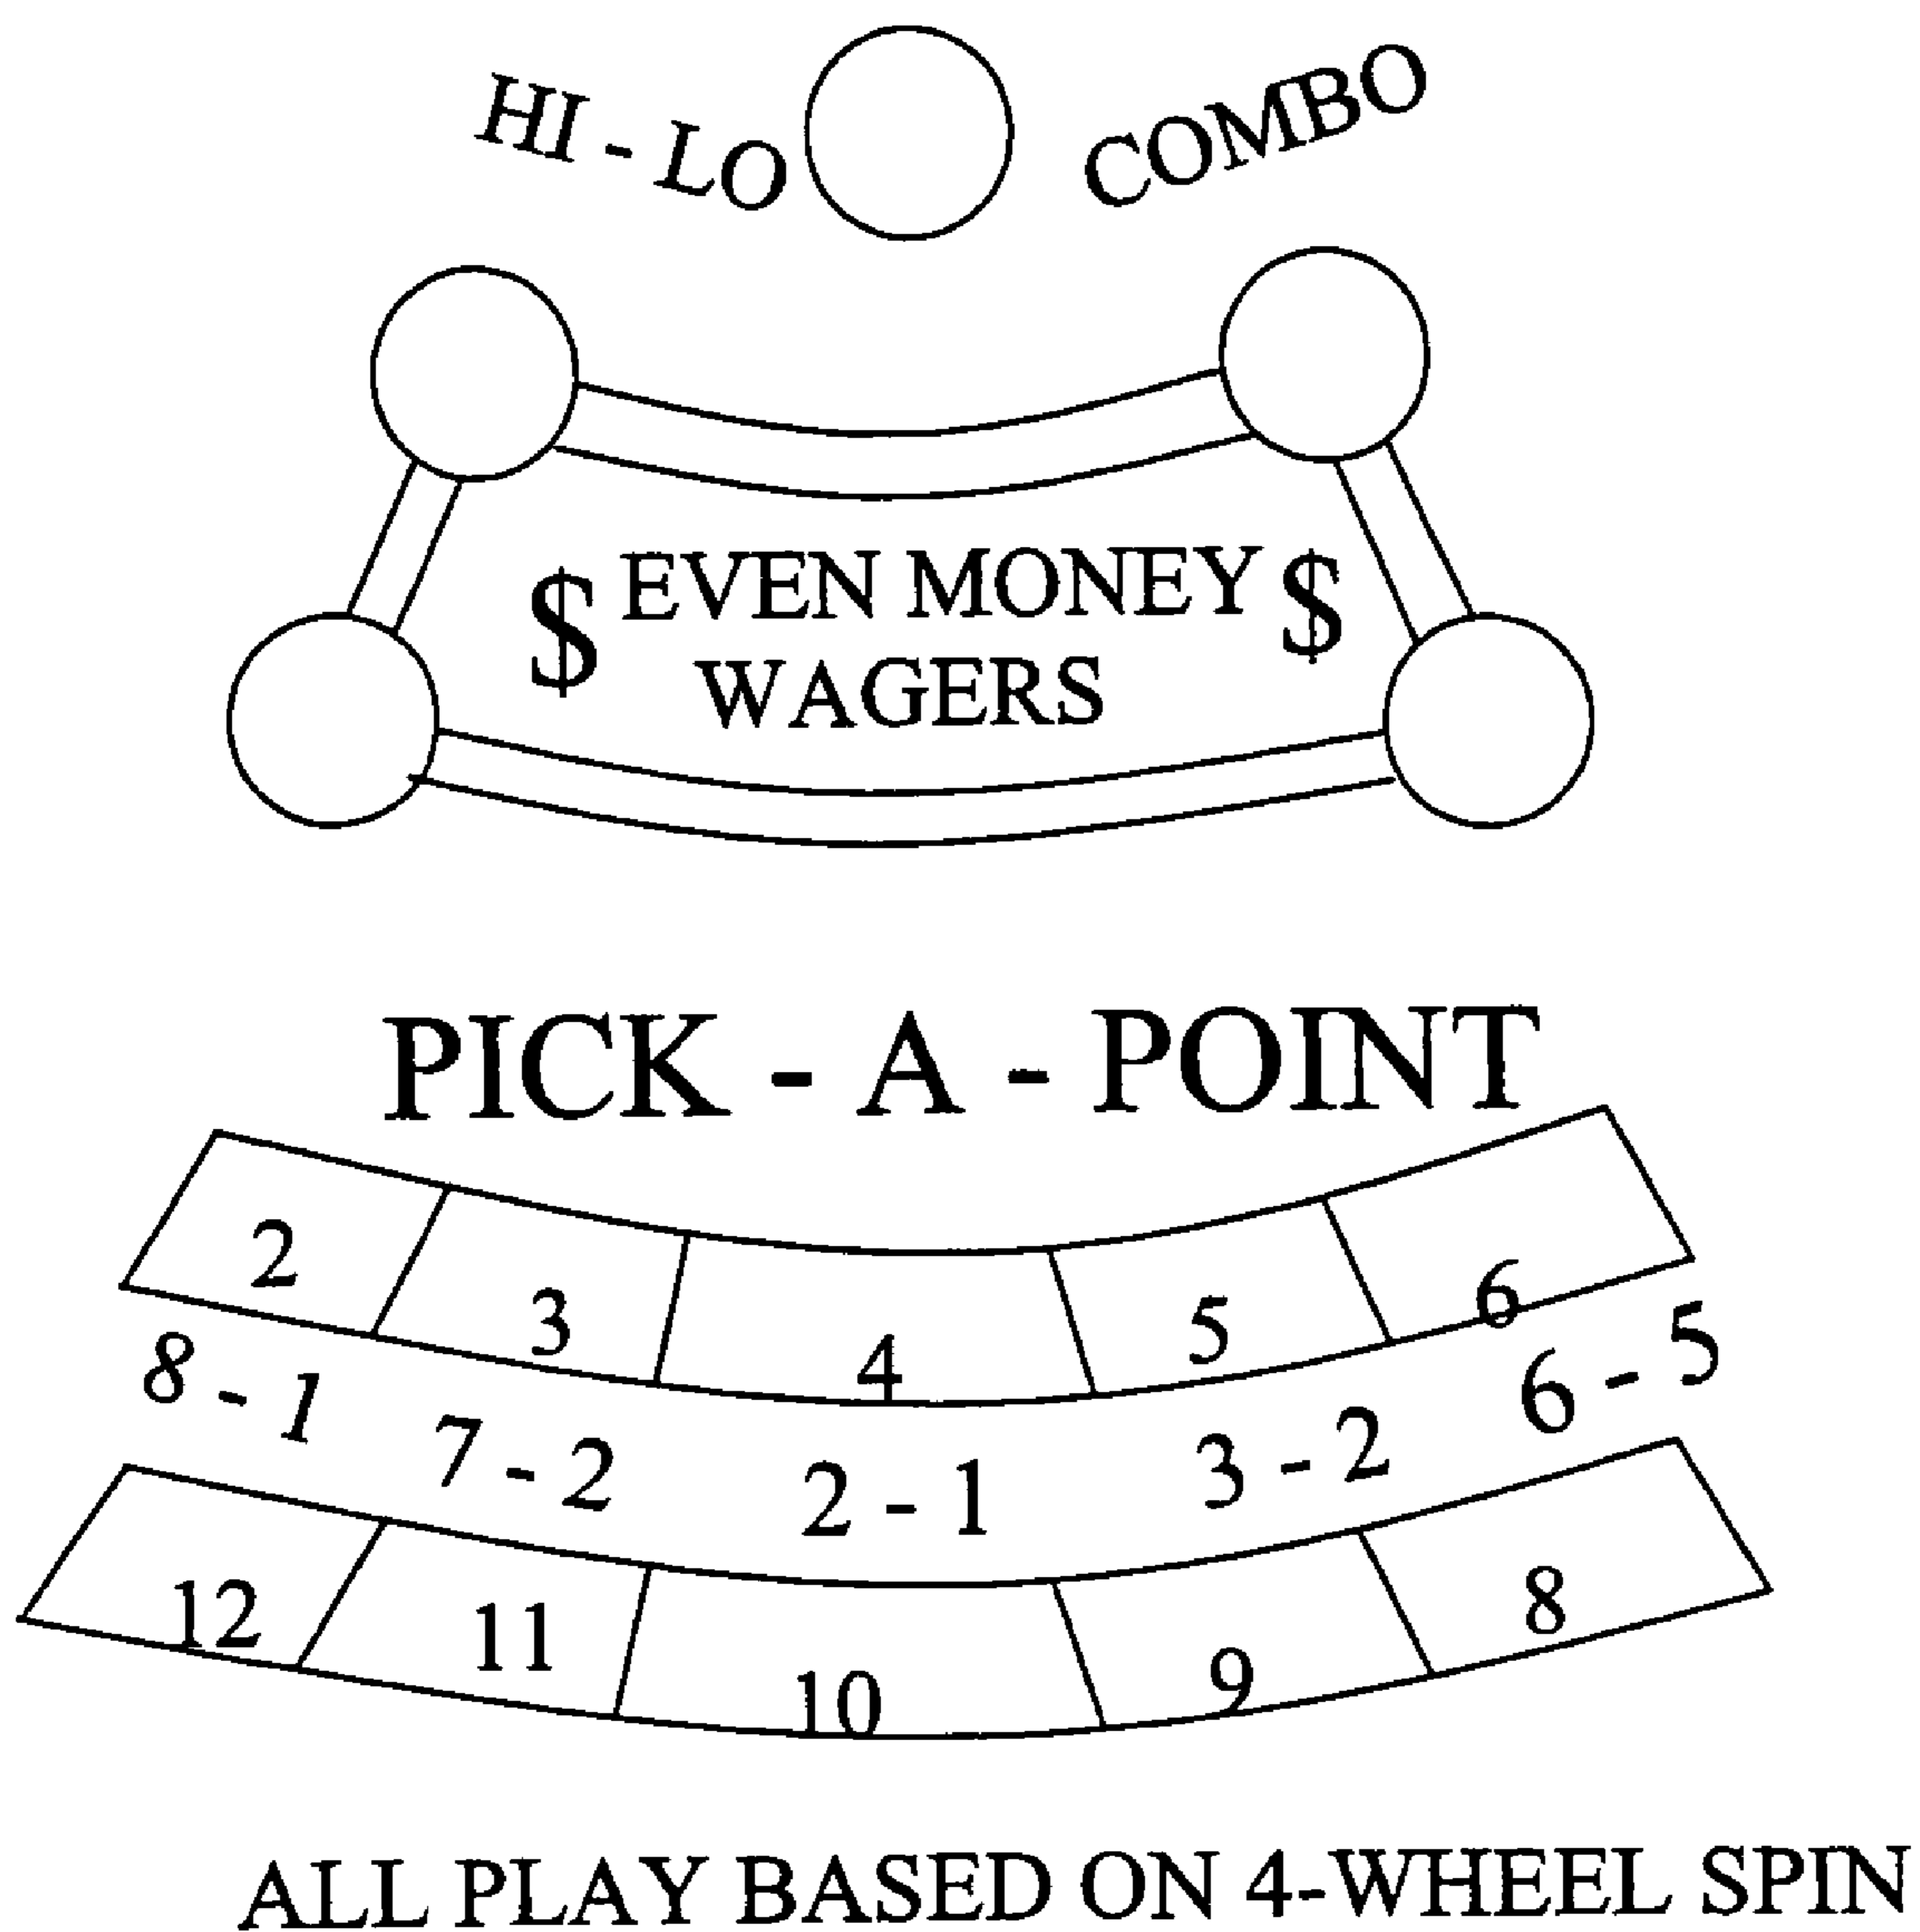 HI - LO COMBO
$ EVEN MONEY $
WAGERS
PICK - A - POINT
2 3 4 5 6
8 - 1 7 - 2 2 - 1 3 - 2 6 - 5
12 11 10 9 8
ALL PLAY BASED ON 4-WHEEL SPIN